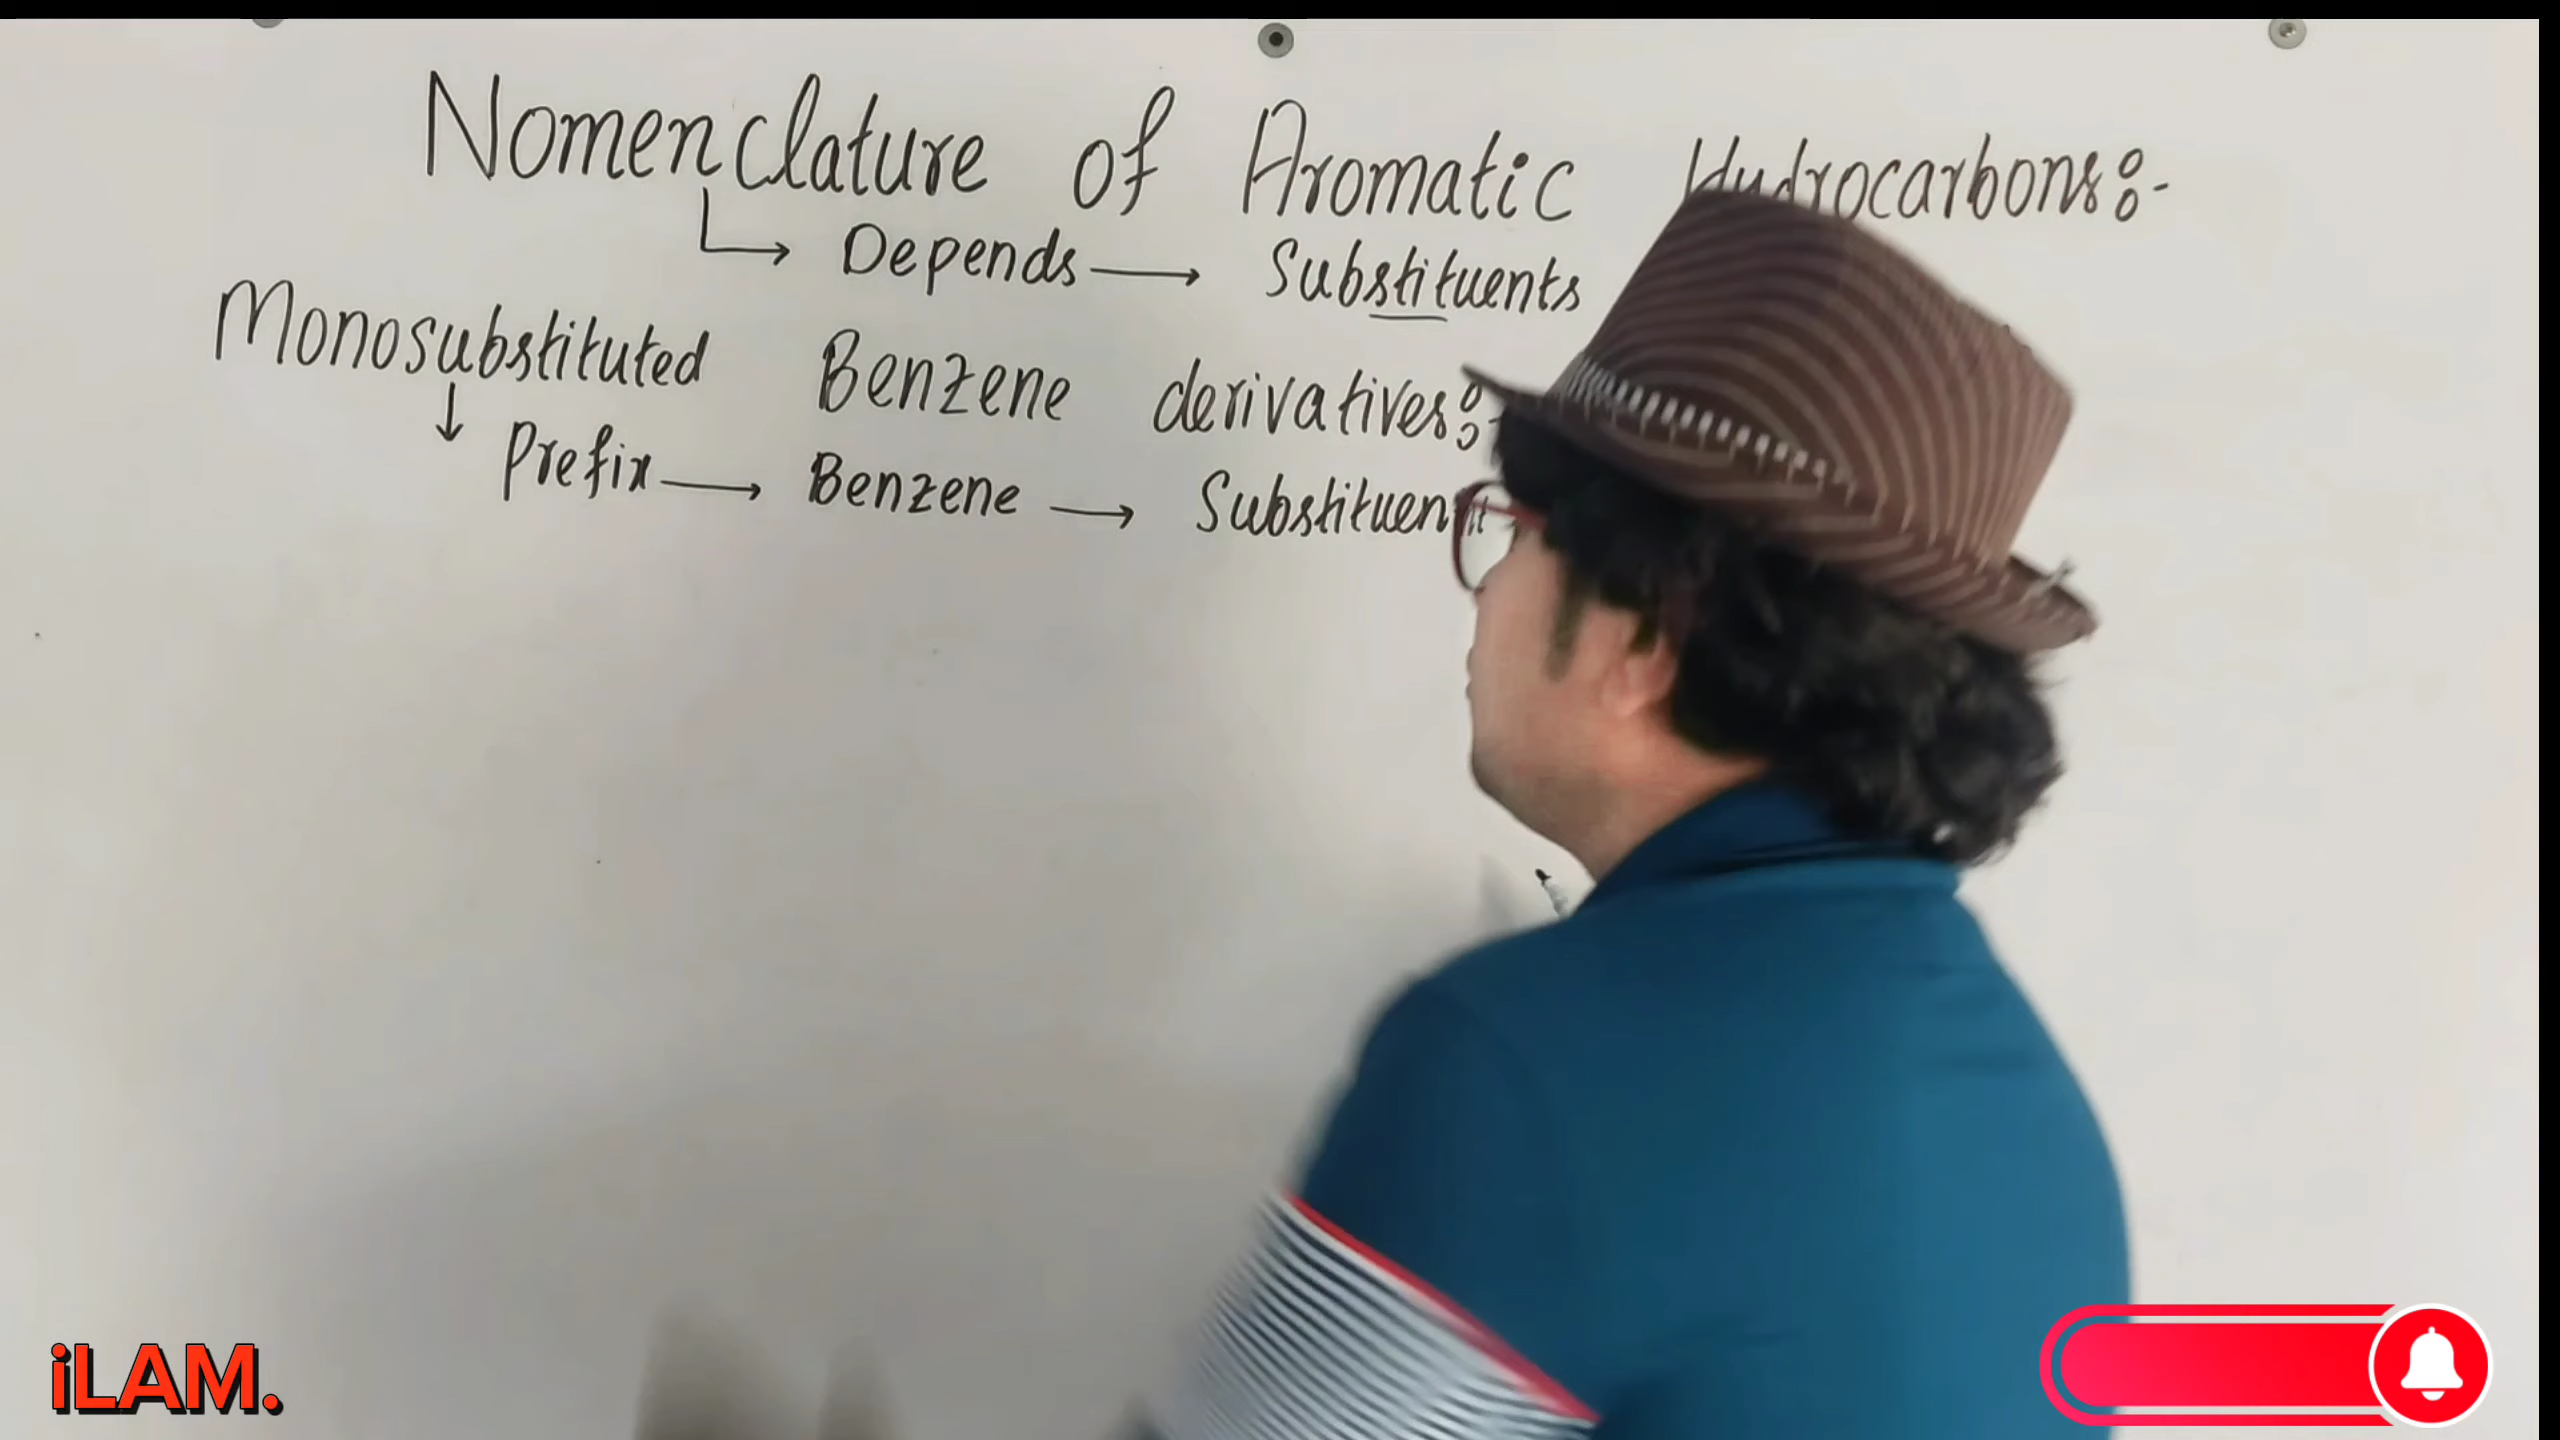 Nomenclature of Aromatic Hydrocarbons:-
Depends → Substituents
Monosubstituted Benzene derivatives:-
Prefix → Benzene → Substituent
iLAM.